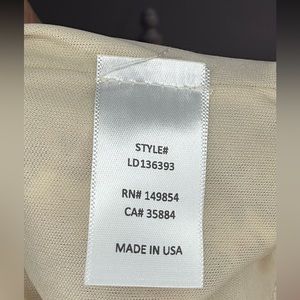 STYLE#
LD136393
RN# 149854
CA# 35884
MADE IN USA